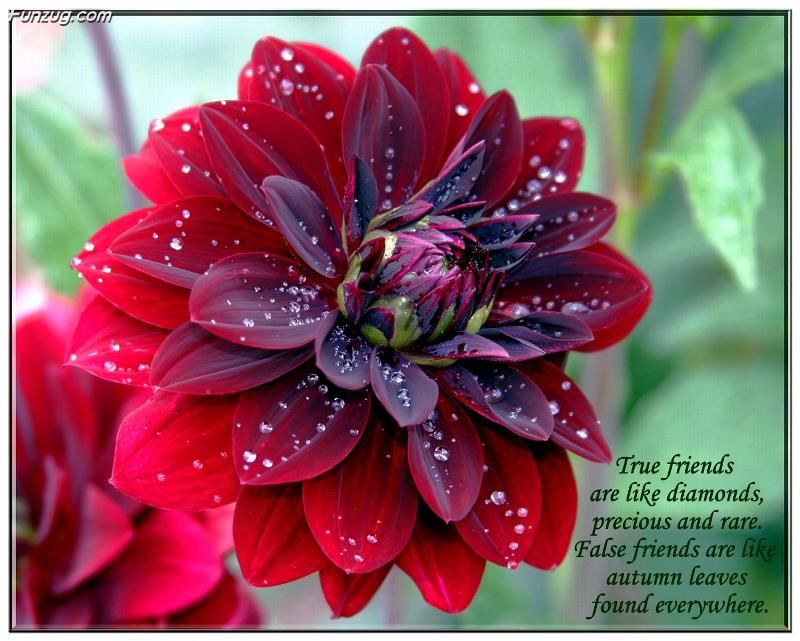 Funzug.com
True friends
are like diamonds,
precious and rare.
False friends are like
autumn leaves
found everywhere.